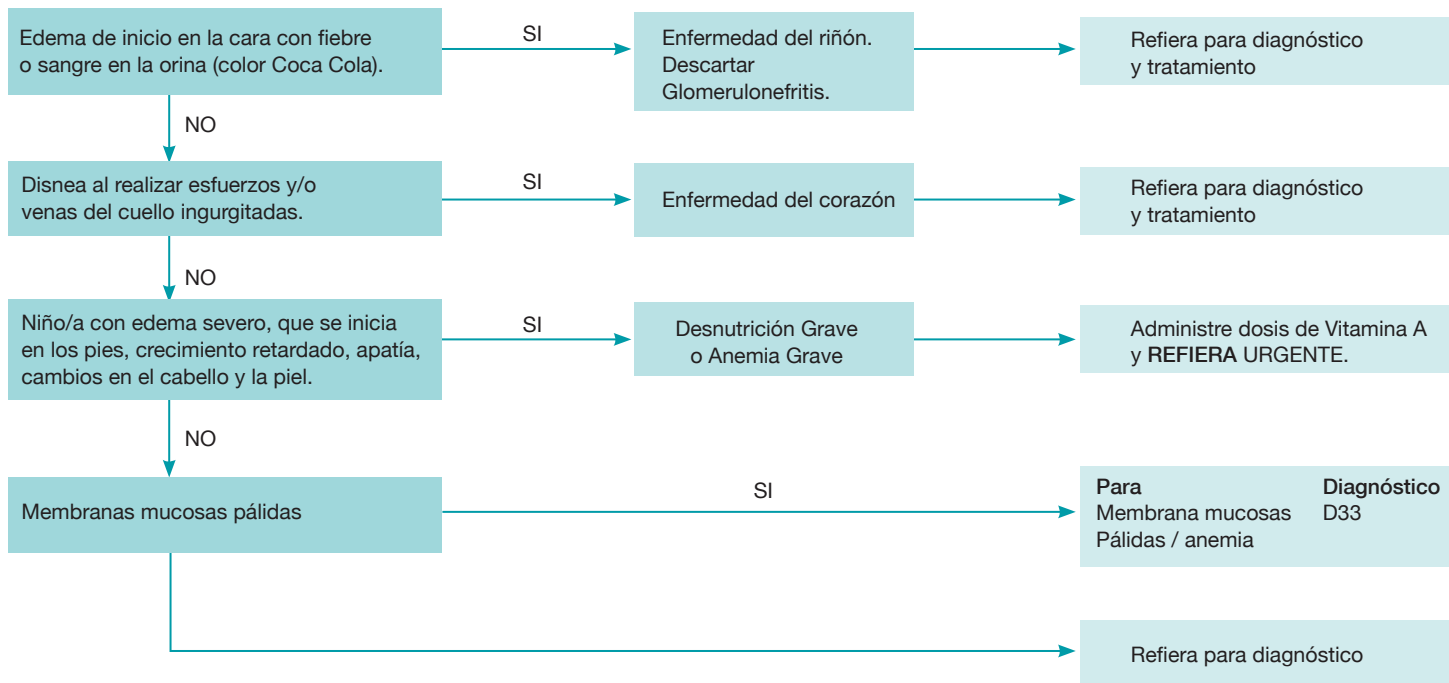 Edema de inicio en la cara con fiebre
o sangre en la orina (color Coca Cola).
SI
Enfermedad del riñón.
Descartar
Glomerulonefritis.
Refiera para diagnóstico
y tratamiento
NO
Disnea al realizar esfuerzos y/o
venas del cuello ingurgitadas.
SI
Enfermedad del corazón
Refiera para diagnóstico
y tratamiento
NO
Niño/a con edema severo, que se inicia
en los pies, crecimiento retardado, apatía,
cambios en el cabello y la piel.
SI
Desnutrición Grave
o Anemia Grave
Administre dosis de Vitamina A
y REFIERA URGENTE.
NO
Membranas mucosas pálidas
SI
Para Diagnóstico
Membrana mucosas D33
Pálidas / anemia
Refiera para diagnóstico